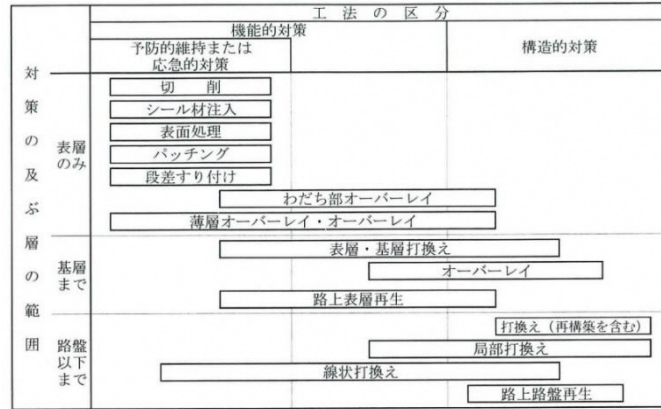 工法の区分
機能的対策
予防的維持または
応急的対策
構造的対策
対策の及ぶ層の範囲
表層
のみ
切　削
シール材注入
表面処理
パッチング
段差すり付け
わだち部オーバーレイ
薄層オーバーレイ・オーバーレイ
基層
まで
表層・基層打換え
オーバーレイ
路上表層再生
路盤
以下
まで
打換え（再構築を含む）
局部打換え
線状打換え
路上路盤再生